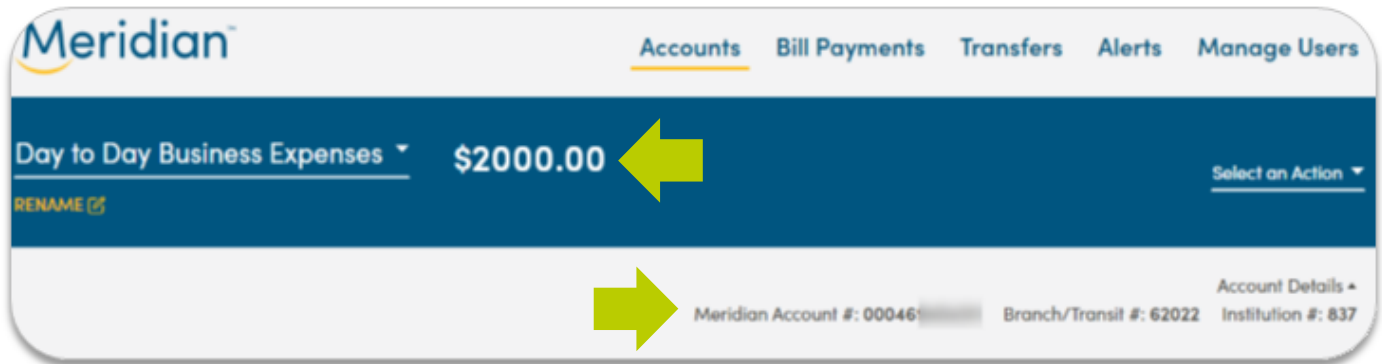 Meridian™
Accounts Bill Payments Transfers Alerts Manage Users
Day to Day Business Expenses $2000.00
Select an Action
RENAME
Account Details
Meridian Account #: 00046 Branch/Transit #: 62022 Institution #: 837